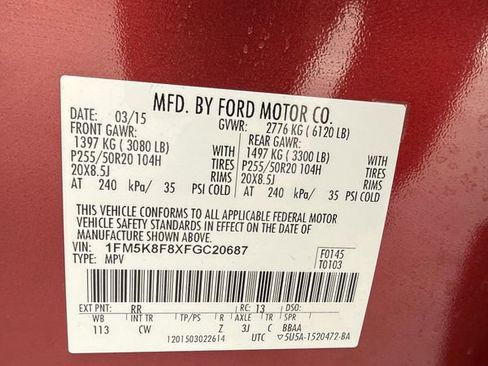 MFD. BY FORD MOTOR CO.
DATE: 03/15 GVWR: 2776 KG ( 6120 LB)
FRONT GAWR: REAR GAWR:
1397 KG ( 3080 LB) WITH 1497 KG ( 3300 LB) WITH
P255/50R20 104H TIRES P255/50R20 104H TIRES
20X8.5J RIMS 20X8.5J RIMS
AT 240 kPa/ 35 PSI COLD AT 240 kPa/ 35 PSI COLD
THIS VEHICLE CONFORMS TO ALL APPLICABLE FEDERAL MOTOR
VEHICLE SAFETY STANDARDS IN EFFECT ON THE DATE OF
MANUFACTURE SHOWN ABOVE.
VIN: 1FM5K8F8XFGC20687 F0145
TYPE: MPV T0103
EXT PNT: RR RC: 13 DSO:
WB INT TR TP/PS R AXLE TR SPR
113 CW Z 3J C BBAA
1201503022614 UTC ▽5U5A-1520472-BA